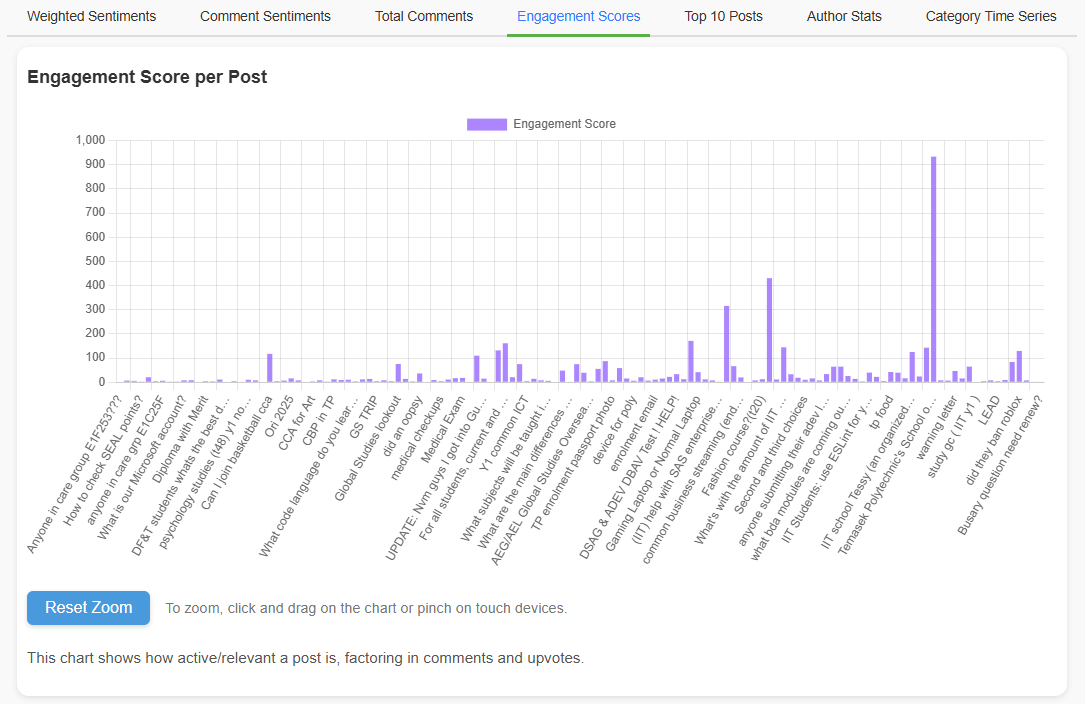 Weighted Sentiments Comment Sentiments Total Comments Engagement Scores Top 10 Posts Author Stats Category Time Series
Engagement Score per Post
Engagement Score
1,000
900
800
700
600
500
400
300
200
100
0
Anyone in care group E1F253???
How to check SEAL points?
anyone in care grp E1C25F
What is our Microsoft account?
Diploma with Merit
DF&T students whats the best d…
psychology studies (t48) y1 no…
Can I join basketball cca
Ori 2025
CCA for Art
CBP in TP
What code language do you lear…
GS TRIP
Global Studies lookout
did an oopsy
medical checkups
Medical Exam
UPDATE: Nvm guys I got into Gu…
For all students, current and …
Y1 common ICT
What subjects will be taught i…
What are the main differences …
AEG/AEL Global Studies Oversea…
TP enrolment passport photo
device for poly
enrolment email
DSAG & ADEV DBAV Test I HELP!
Gaming Laptop or Normal Laptop
(IIT) help with SAS enterprise…
common business streaming (end…
Fashion course?(t20)
What's with the amount of IIT …
Second and third choices
anyone submitting their adev i…
what bda modules are coming ou…
IIT Students: use ESLint for y…
tp food
IIT school Tessy (an organized…
Temasek Polytechnic's School o…
warning letter
study gc ( IIT y1 )
LEAD
did they ban roblox
Busary question need renew?
Reset Zoom To zoom, click and drag on the chart or pinch on touch devices.
This chart shows how active/relevant a post is, factoring in comments and upvotes.